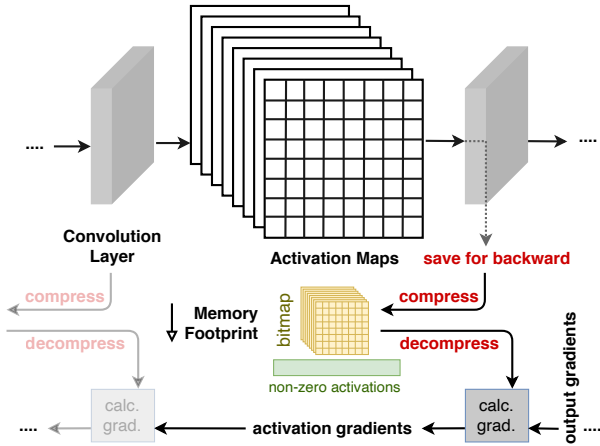 ....
....
Convolution
Layer
Activation Maps
save for backward
compress
Memory
Footprint
bitmap
compress
decompress
decompress
non-zero activations
output gradients
calc.
grad.
calc.
grad.
....
activation gradients
....